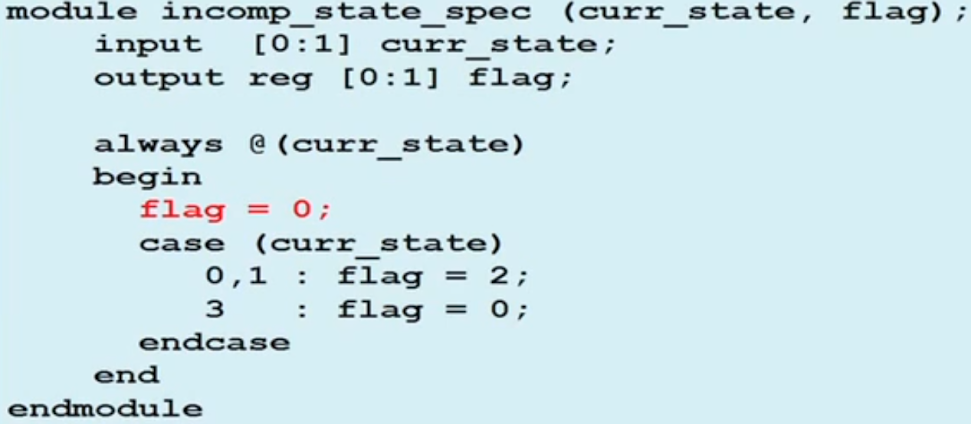 module incomp_state_spec (curr_state, flag);
input [0:1] curr_state;
output reg [0:1] flag;
always @(curr_state)
begin
flag = 0;
case (curr_state)
0,1 : flag = 2;
3 : flag = 0;
endcase
end
endmodule